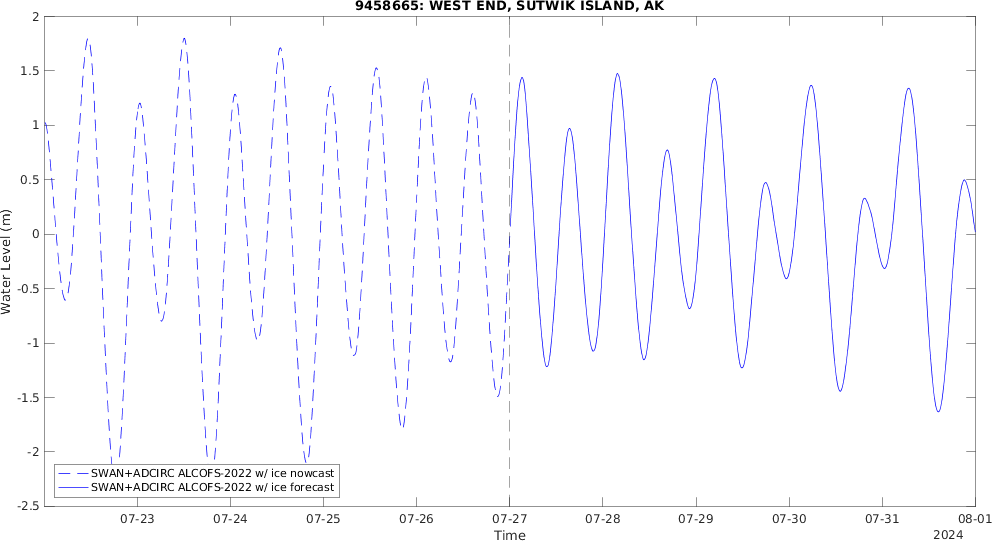 9458665: WEST END, SUTWIK ISLAND, AK
2
1.5
1
0.5
0
-0.5
-1
-1.5
-2
-2.5
Water Level (m)
SWAN+ADCIRC ALCOFS-2022 w/ ice nowcast
SWAN+ADCIRC ALCOFS-2022 w/ ice forecast
07-23 07-24 07-25 07-26 07-27 07-28 07-29 07-30 07-31 08-01
Time
2024